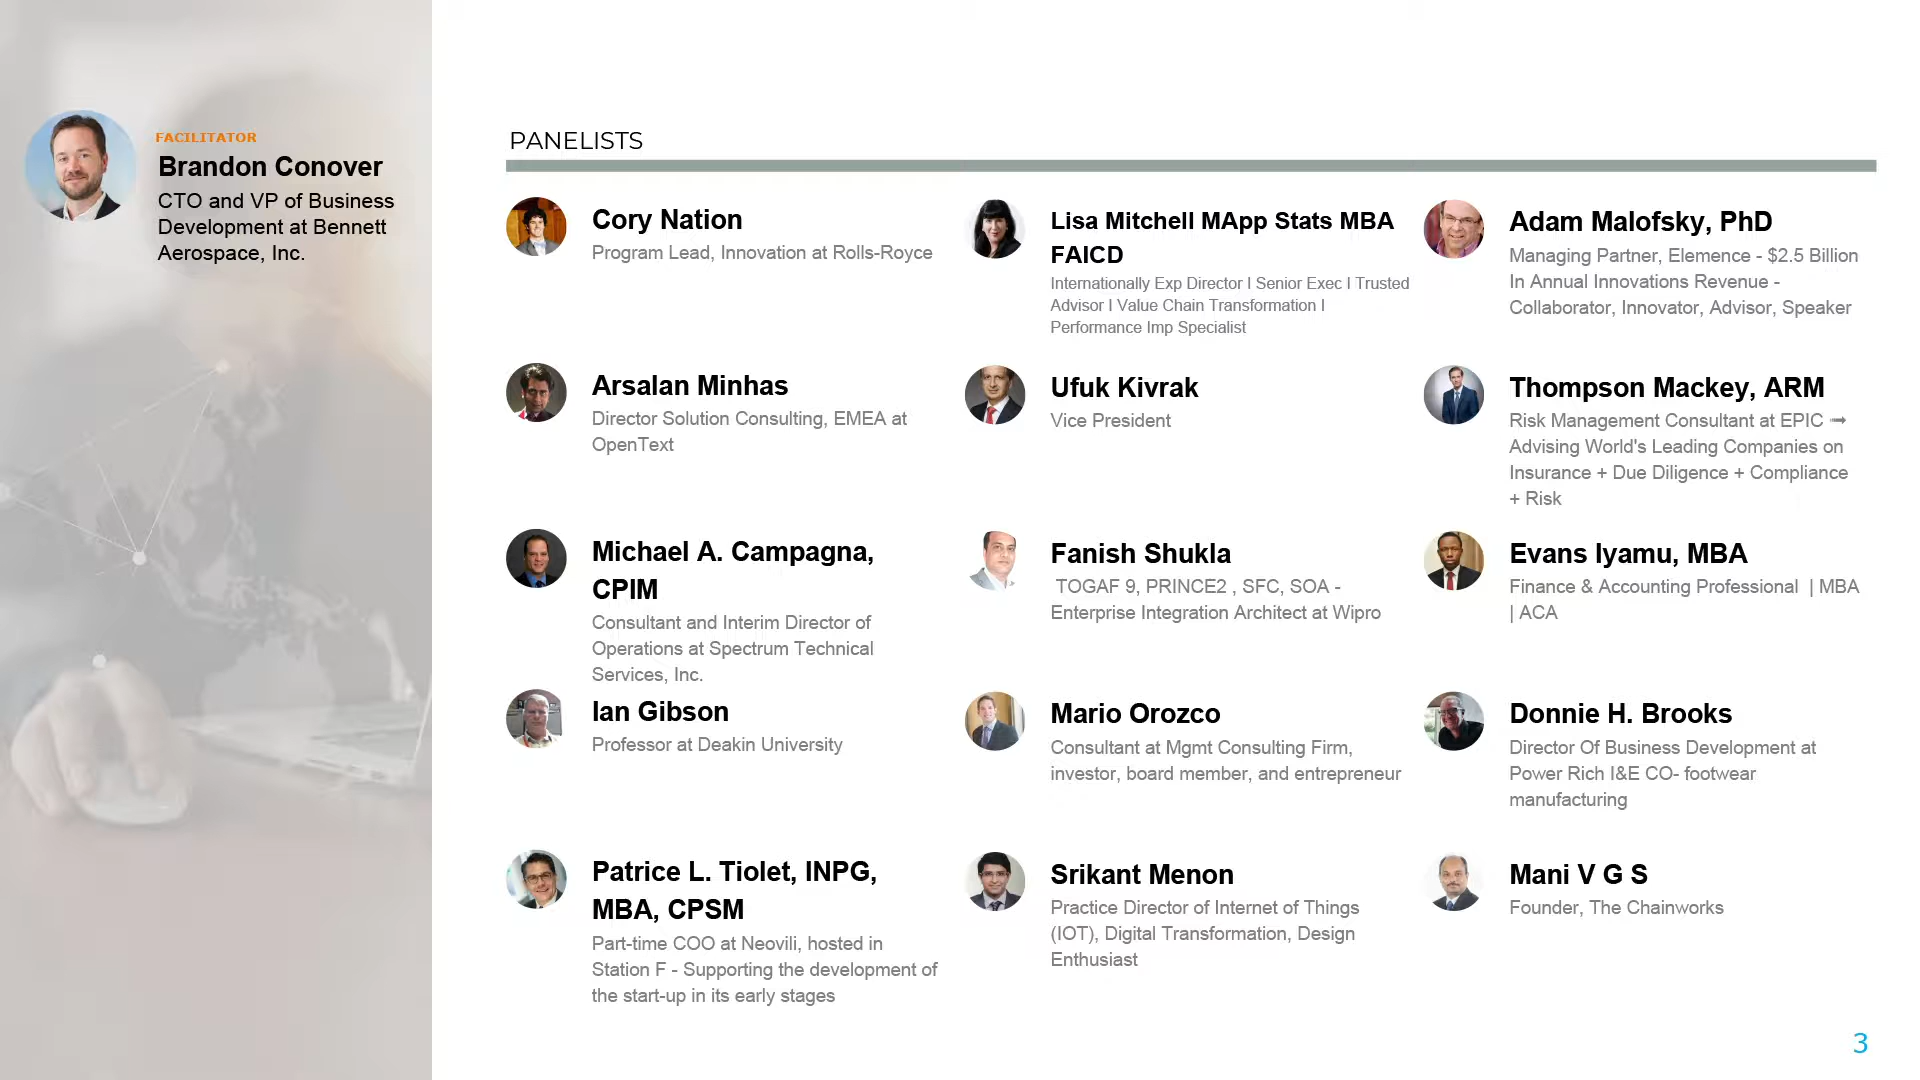 FACILITATOR
Brandon Conover
CTO and VP of Business
Development at Bennett
Aerospace, Inc.
PANELISTS
Cory Nation
Program Lead, Innovation at Rolls-Royce
Lisa Mitchell MApp Stats MBA
FAICD
Internationally Exp Director I Senior Exec I Trusted
Advisor I Value Chain Transformation I
Performance Imp Specialist
Adam Malofsky, PhD
Managing Partner, Elemence - $2.5 Billion
In Annual Innovations Revenue -
Collaborator, Innovator, Advisor, Speaker
Arsalan Minhas
Director Solution Consulting, EMEA at
OpenText
Ufuk Kivrak
Vice President
Thompson Mackey, ARM
Risk Management Consultant at EPIC ➟
Advising World's Leading Companies on
Insurance + Due Diligence + Compliance
+ Risk
Michael A. Campagna,
CPIM
Consultant and Interim Director of
Operations at Spectrum Technical
Services, Inc.
Fanish Shukla
TOGAF 9, PRINCE2 , SFC, SOA -
Enterprise Integration Architect at Wipro
Evans Iyamu, MBA
Finance & Accounting Professional | MBA
| ACA
Ian Gibson
Professor at Deakin University
Mario Orozco
Consultant at Mgmt Consulting Firm,
investor, board member, and entrepreneur
Donnie H. Brooks
Director Of Business Development at
Power Rich I&E CO- footwear
manufacturing
Patrice L. Tiolet, INPG,
MBA, CPSM
Part-time COO at Neovili, hosted in
Station F - Supporting the development of
the start-up in its early stages
Srikant Menon
Practice Director of Internet of Things
(IOT), Digital Transformation, Design
Enthusiast
Mani V G S
Founder, The Chainworks
3